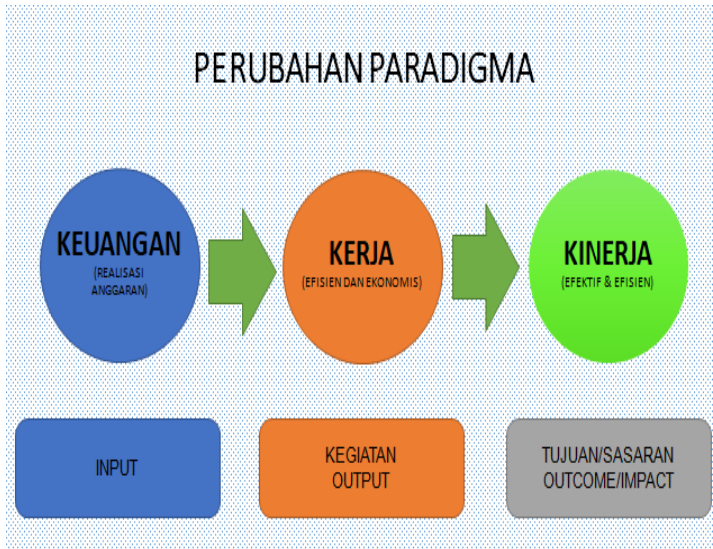 PERUBAHAN PARADIGMA
KEUANGAN
(REALISASI
ANGGARAN)
KERJA
(EFISIEN DAN EKONOMIS)
KINERJA
(EFEKTIF & EFISIEN)
INPUT
KEGIATAN
OUTPUT
TUJUAN/SASARAN
OUTCOME/IMPACT